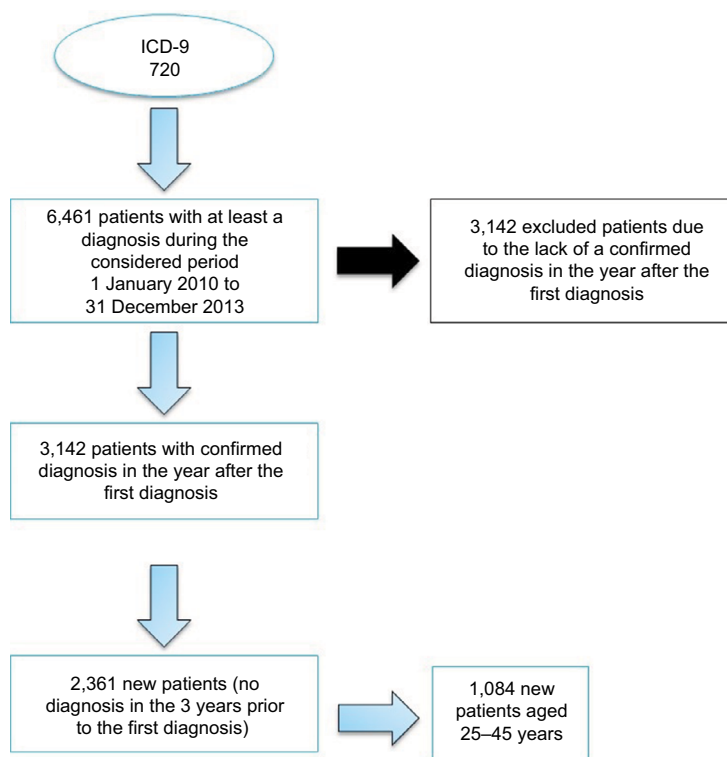 ICD-9
720
6,461 patients with at least a
diagnosis during the
considered period
1 January 2010 to
31 December 2013
3,142 excluded patients due
to the lack of a confirmed
diagnosis in the year after the
first diagnosis
3,142 patients with confirmed
diagnosis in the year after the
first diagnosis
2,361 new patients (no
diagnosis in the 3 years prior
to the first diagnosis)
1,084 new
patients aged
25–45 years